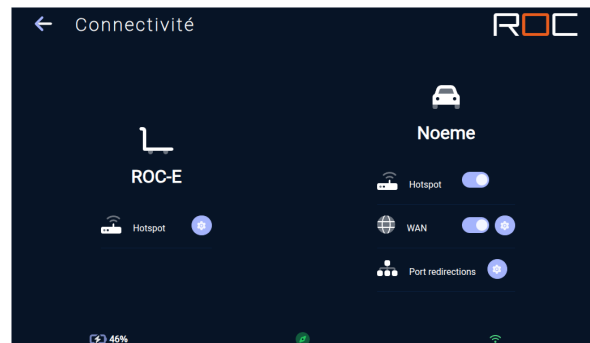 Connectivité
ROC
Noeme
ROC-E
Hotspot
Hotspot
WAN
Port redirections
46%